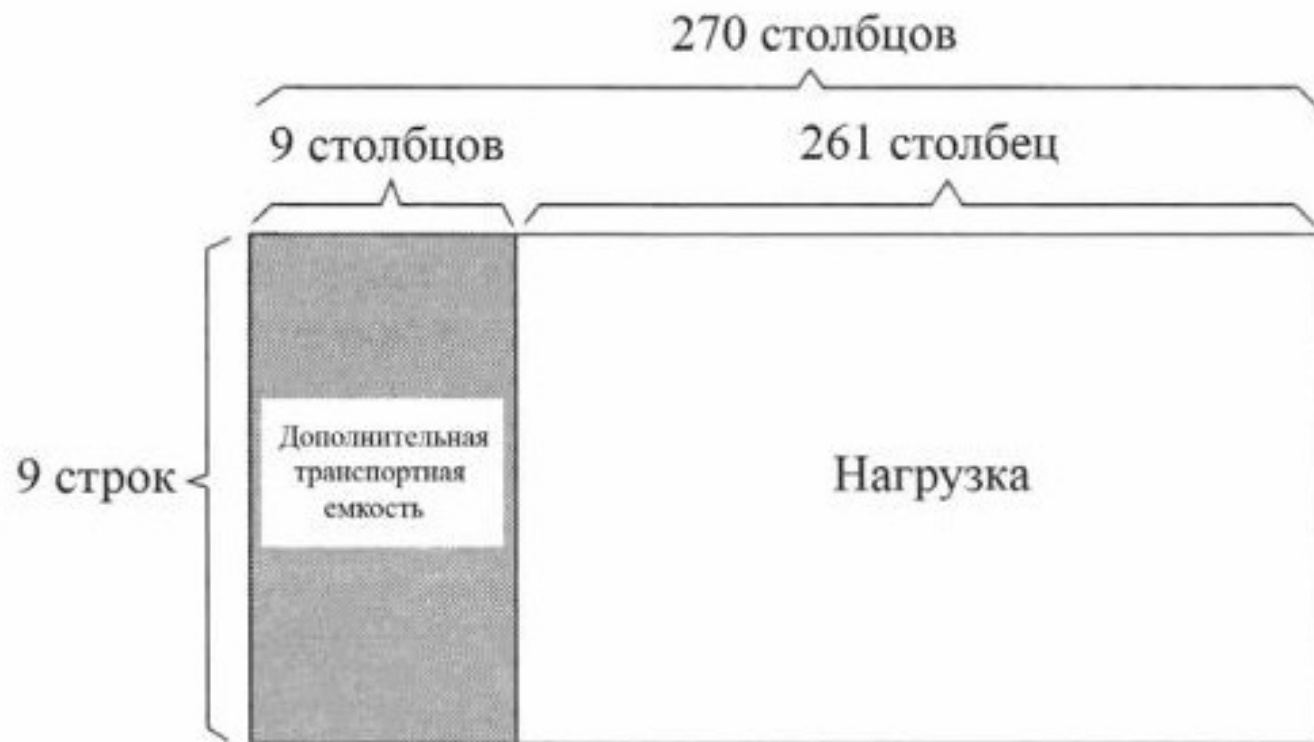 270 столбцов
9 столбцов
261 столбец
9 строк
Дополнительная
транспортная
емкость
Нагрузка